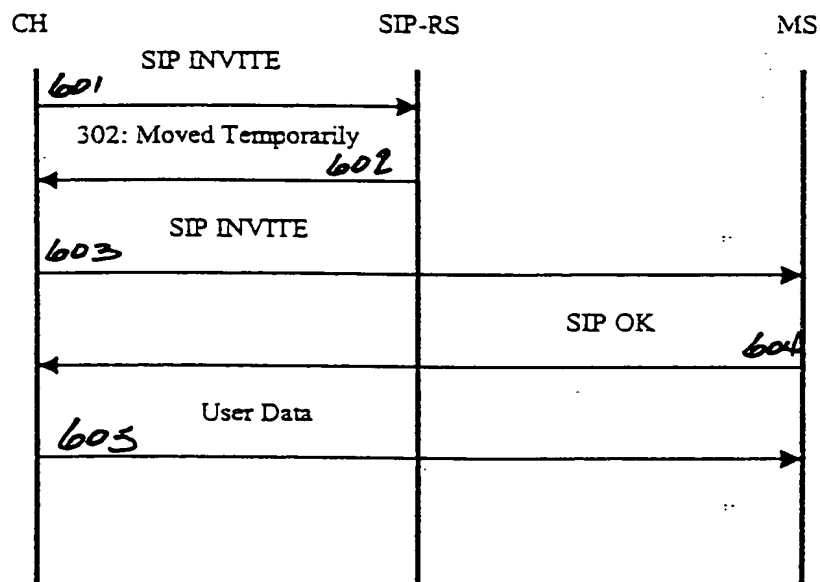 CH SIP-RS MS
SIP INVITE
601
302: Moved Temporarily
602
SIP INVITE
603
SIP OK
604
User Data
605